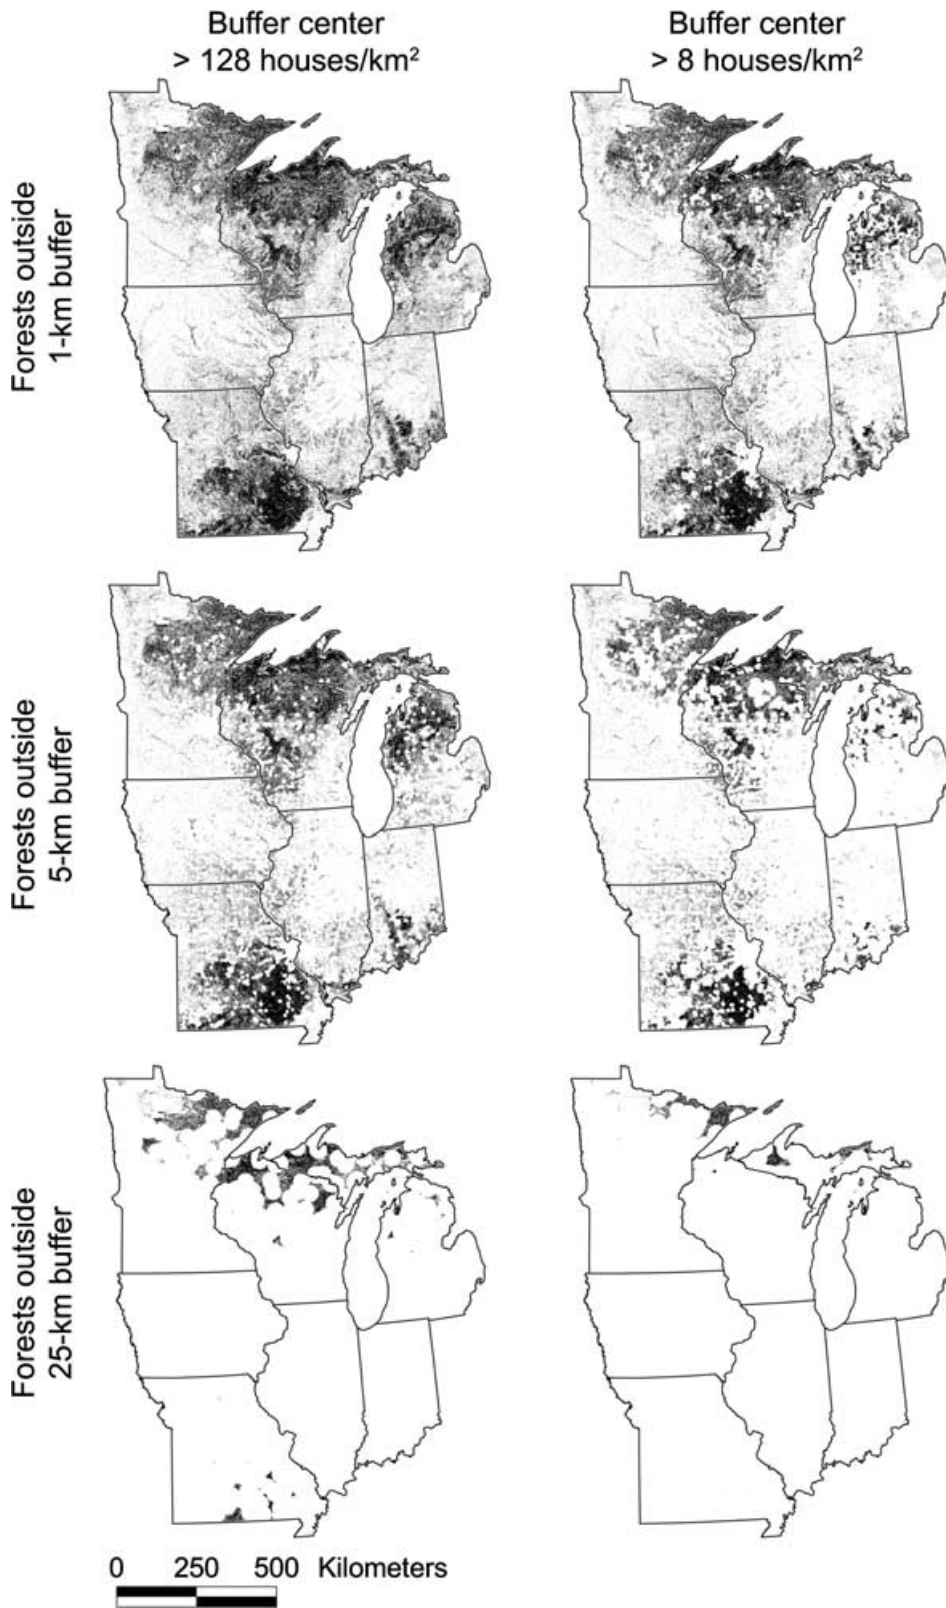 Buffer center
> 128 houses/km²
Buffer center
> 8 houses/km²
Forests outside
1-km buffer
Forests outside
5-km buffer
Forests outside
25-km buffer
0 250 500 Kilometers